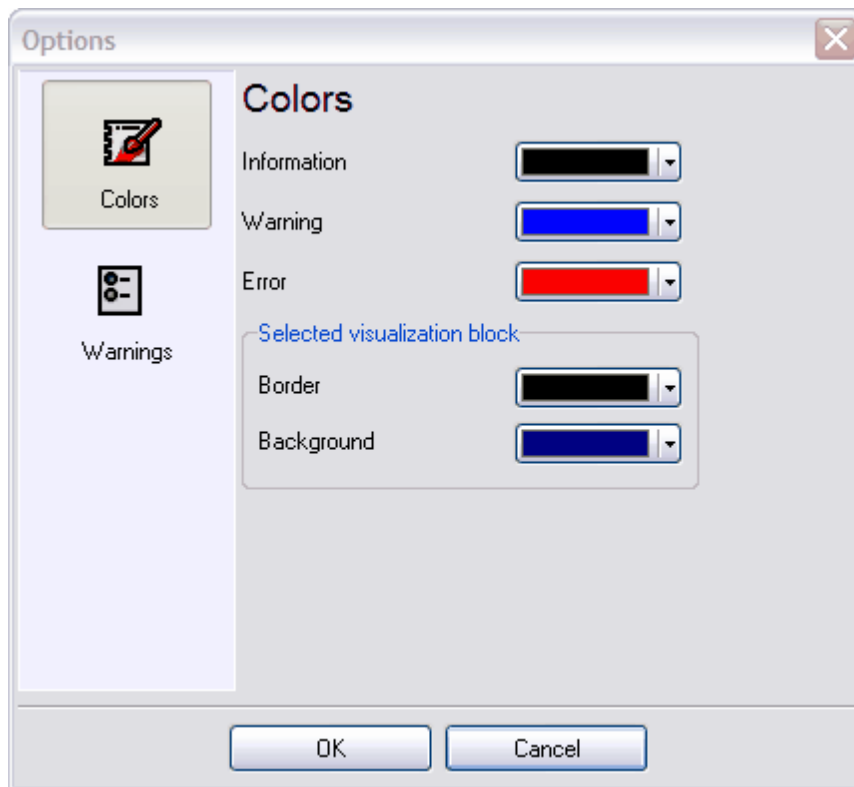 Options
Colors
Warnings
Colors
Information
Warning
Error
Selected visualization block
Border
Background
OK
Cancel